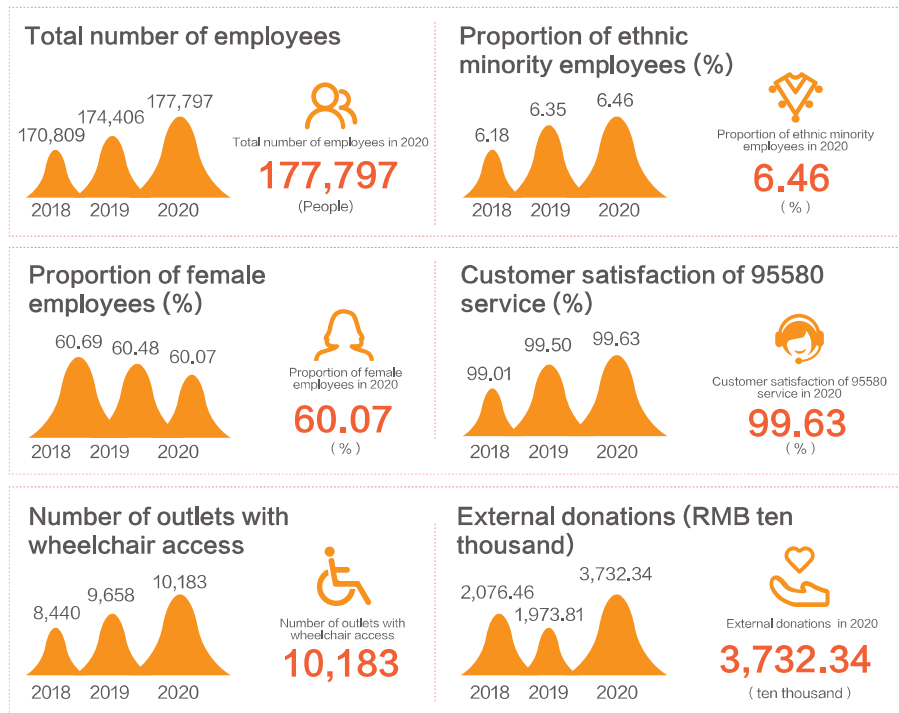 Total number of employees
170,809
174,406
177,797
2018
2019
2020
Total number of employees in 2020
177,797
(People)
Proportion of ethnic
minority employees (%)
6.18
6.35
6.46
2018
2019
2020
Proportion of ethnic minority
employees in 2020
6.46
(%)
Proportion of female
employees (%)
60.69
60.48
60.07
2018
2019
2020
Proportion of female
employees in 2020
60.07
(%)
Customer satisfaction of 95580
service (%)
99.01
99.50
99.63
2018
2019
2020
Customer satisfaction of 95580
service in 2020
99.63
(%)
Number of outlets with
wheelchair access
8,440
9,658
10,183
2018
2019
2020
Number of outlets with
wheelchair access
10,183
External donations (RMB ten
thousand)
2,076.46
1,973.81
3,732.34
2018
2019
2020
External donations in 2020
3,732.34
(ten thousand)